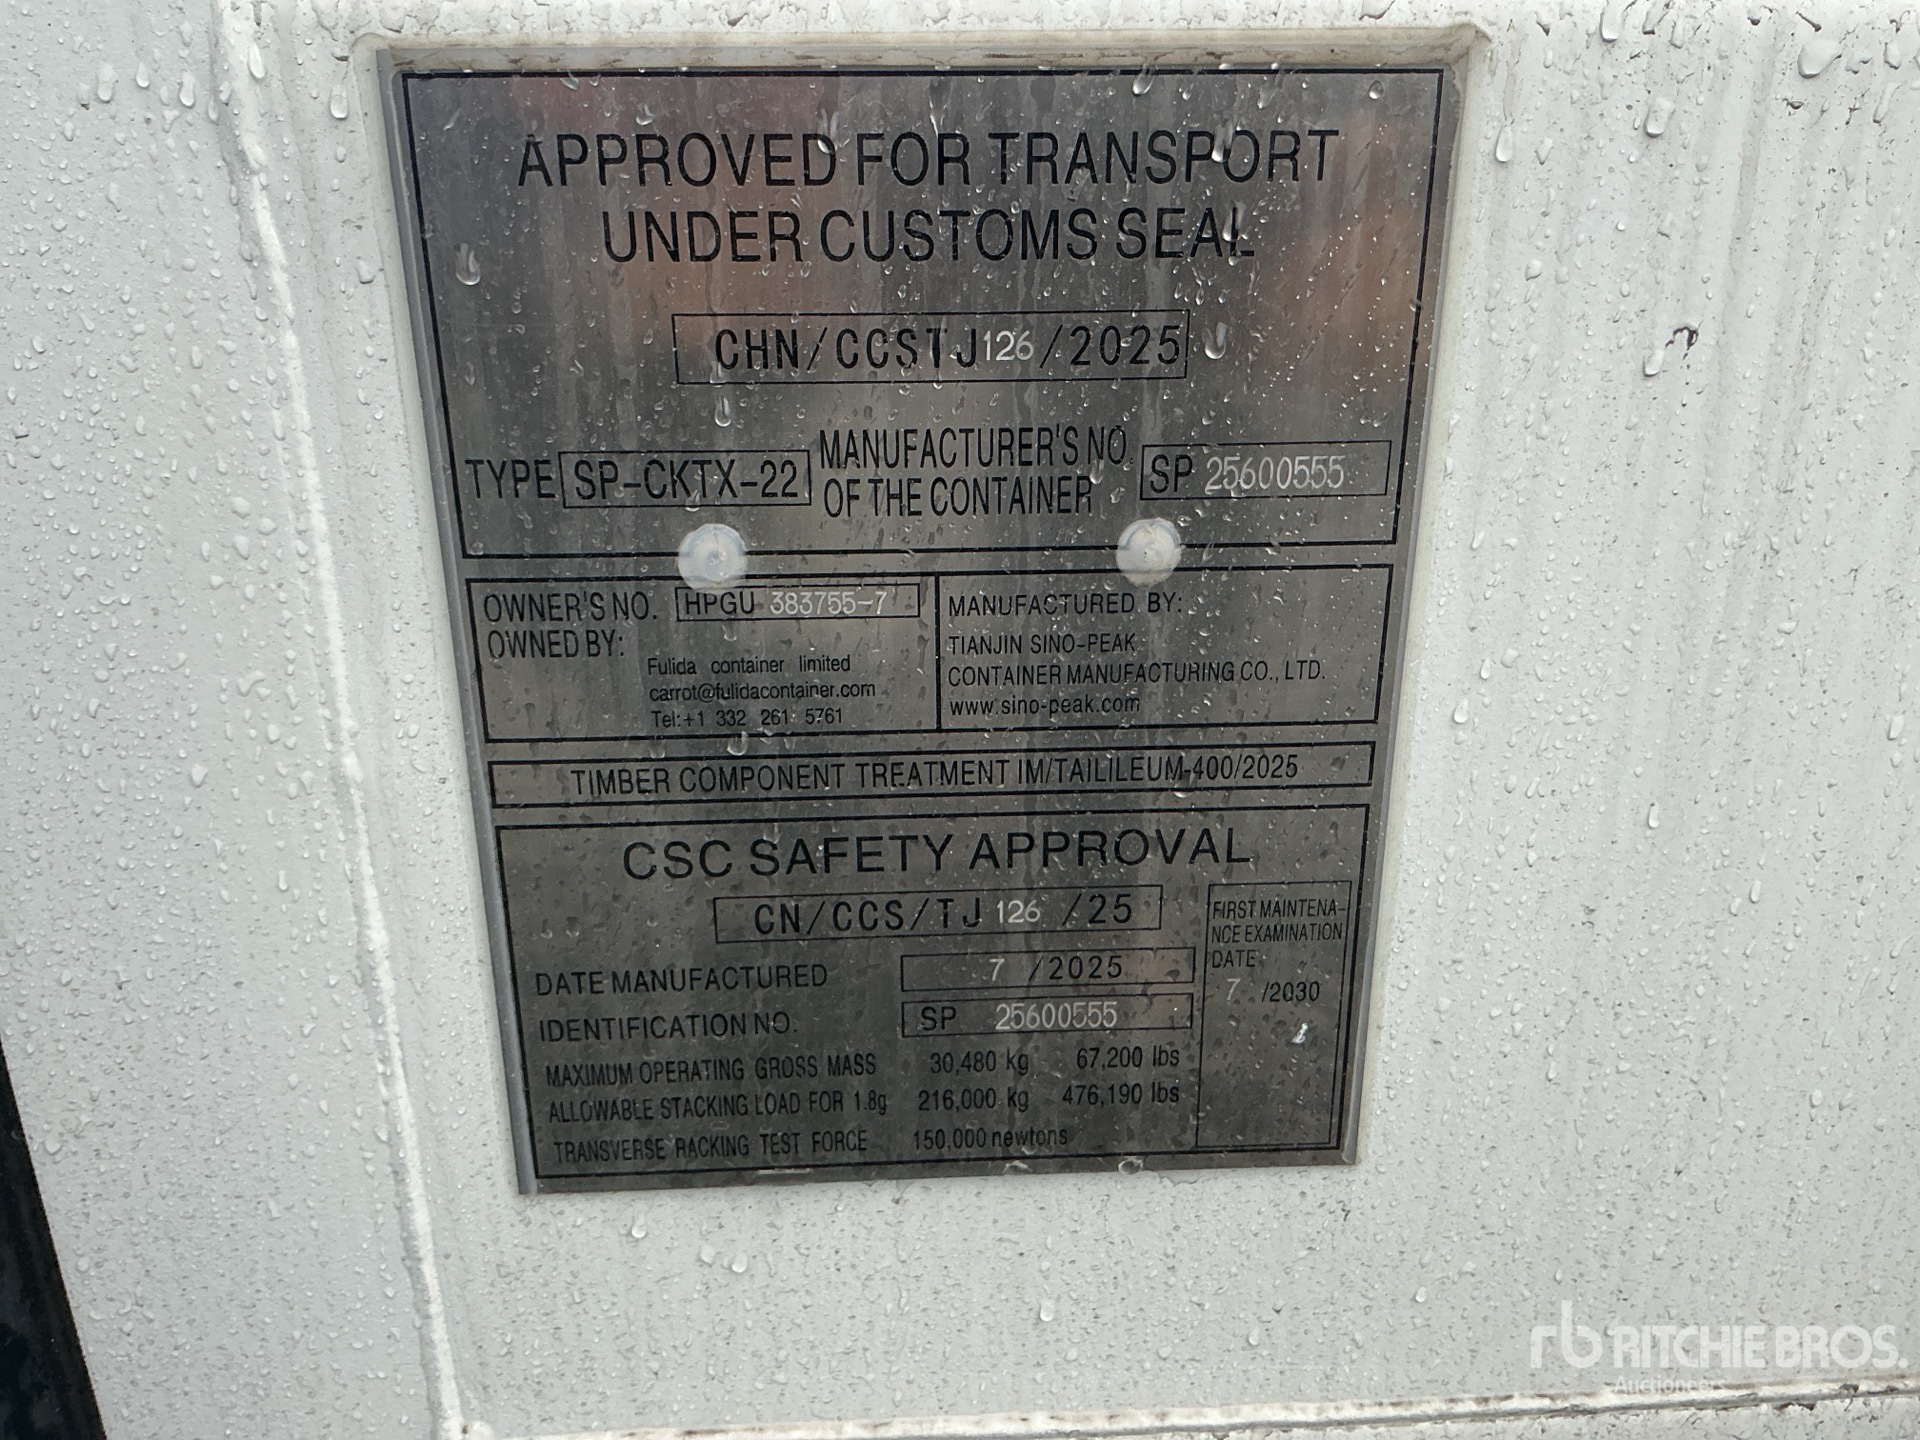 APPROVED FOR TRANSPORT
UNDER CUSTOMS SEAL
CHN/CCSTJ126/2025
TYPE SP-CKTX-22 MANUFACTURER'S NO. OF THE CONTAINER SP 25600555
OWNER'S NO. HPGU 383755-7
OWNED BY:
Fulida container limited
carrot@fulidacontainer.com
Tel:+1 332 261 5761
MANUFACTURED BY:
TIANJIN SINO-PEAK
CONTAINER MANUFACTURING CO., LTD.
www.sino-peak.com
TIMBER COMPONENT TREATMENT IM/TAILILEUM-400/2025
CSC SAFETY APPROVAL
CN/CCS/TJ 126 /25
DATE MANUFACTURED 7 /2025
IDENTIFICATION NO. SP 25600555
MAXIMUM OPERATING GROSS MASS 30,480 kg 67,200 lbs
ALLOWABLE STACKING LOAD FOR 1.8g 216,000 kg 476,190 lbs
TRANSVERSE RACKING TEST FORCE 150,000 newtons
FIRST MAINTENA-
NCE EXAMINATION
DATE
7 /2030
rb RITCHIE BROS.
Auctioneers